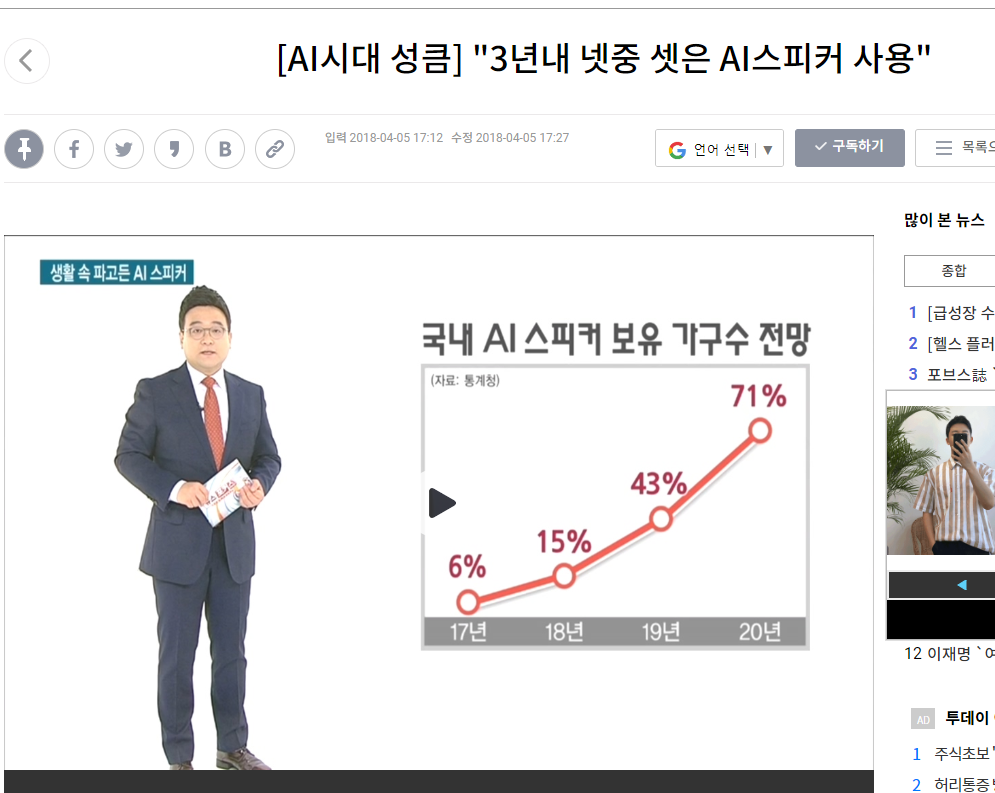 [AI시대 성큼] "3년내 넷중 셋은 AI스피커 사용"
입력 2018-04-05 17:12 수정 2018-04-05 17:27
언어 선택 ▼
✓ 구독하기
목록으
많이 본 뉴스
종합
1 [급성장 수
2 [헬스 플러
3 포브스誌 `
생활 속 파고든 AI 스피커
국내 AI 스피커 보유 가구수 전망
(자료: 통계청)
71%
43%
15%
6%
17년 18년 19년 20년
12 이재명 `여
AD 투데이
1 주식초보'
2 허리통증